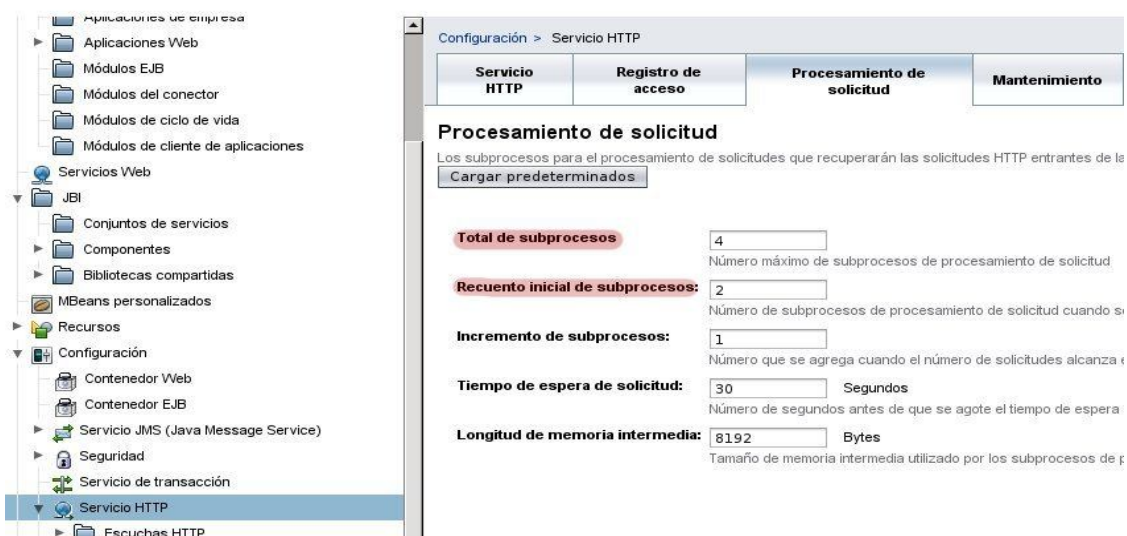 Aplicaciones de empresa
Aplicaciones Web
Módulos EJB
Módulos del conector
Módulos de ciclo de vida
Módulos de cliente de aplicaciones
Servicios Web
JBI
Conjuntos de servicios
Componentes
Bibliotecas compartidas
MBeans personalizados
Recursos
Configuración
Contenedor Web
Contenedor EJB
Servicio JMS (Java Message Service)
Seguridad
Servicio de transacción
Servicio HTTP
Escuchas HTTP
Configuración > Servicio HTTP
Servicio HTTP
Registro de acceso
Procesamiento de solicitud
Mantenimiento
Procesamiento de solicitud
Los subprocesos para el procesamiento de solicitudes que recuperarán las solicitudes HTTP entrantes de la
Cargar predeterminados
Total de subprocesos
4
Número máximo de subprocesos de procesamiento de solicitud
Recuento inicial de subprocesos:
2
Número de subprocesos de procesamiento de solicitud cuando
Incremento de subprocesos:
1
Número que se agrega cuando el número de solicitudes alcanza
Tiempo de espera de solicitud:
30 Segundos
Número de segundos antes de que se agote el tiempo de espera
Longitud de memoria intermedia:
8192 Bytes
Tamaño de memoria intermedia utilizado por los subprocesos de